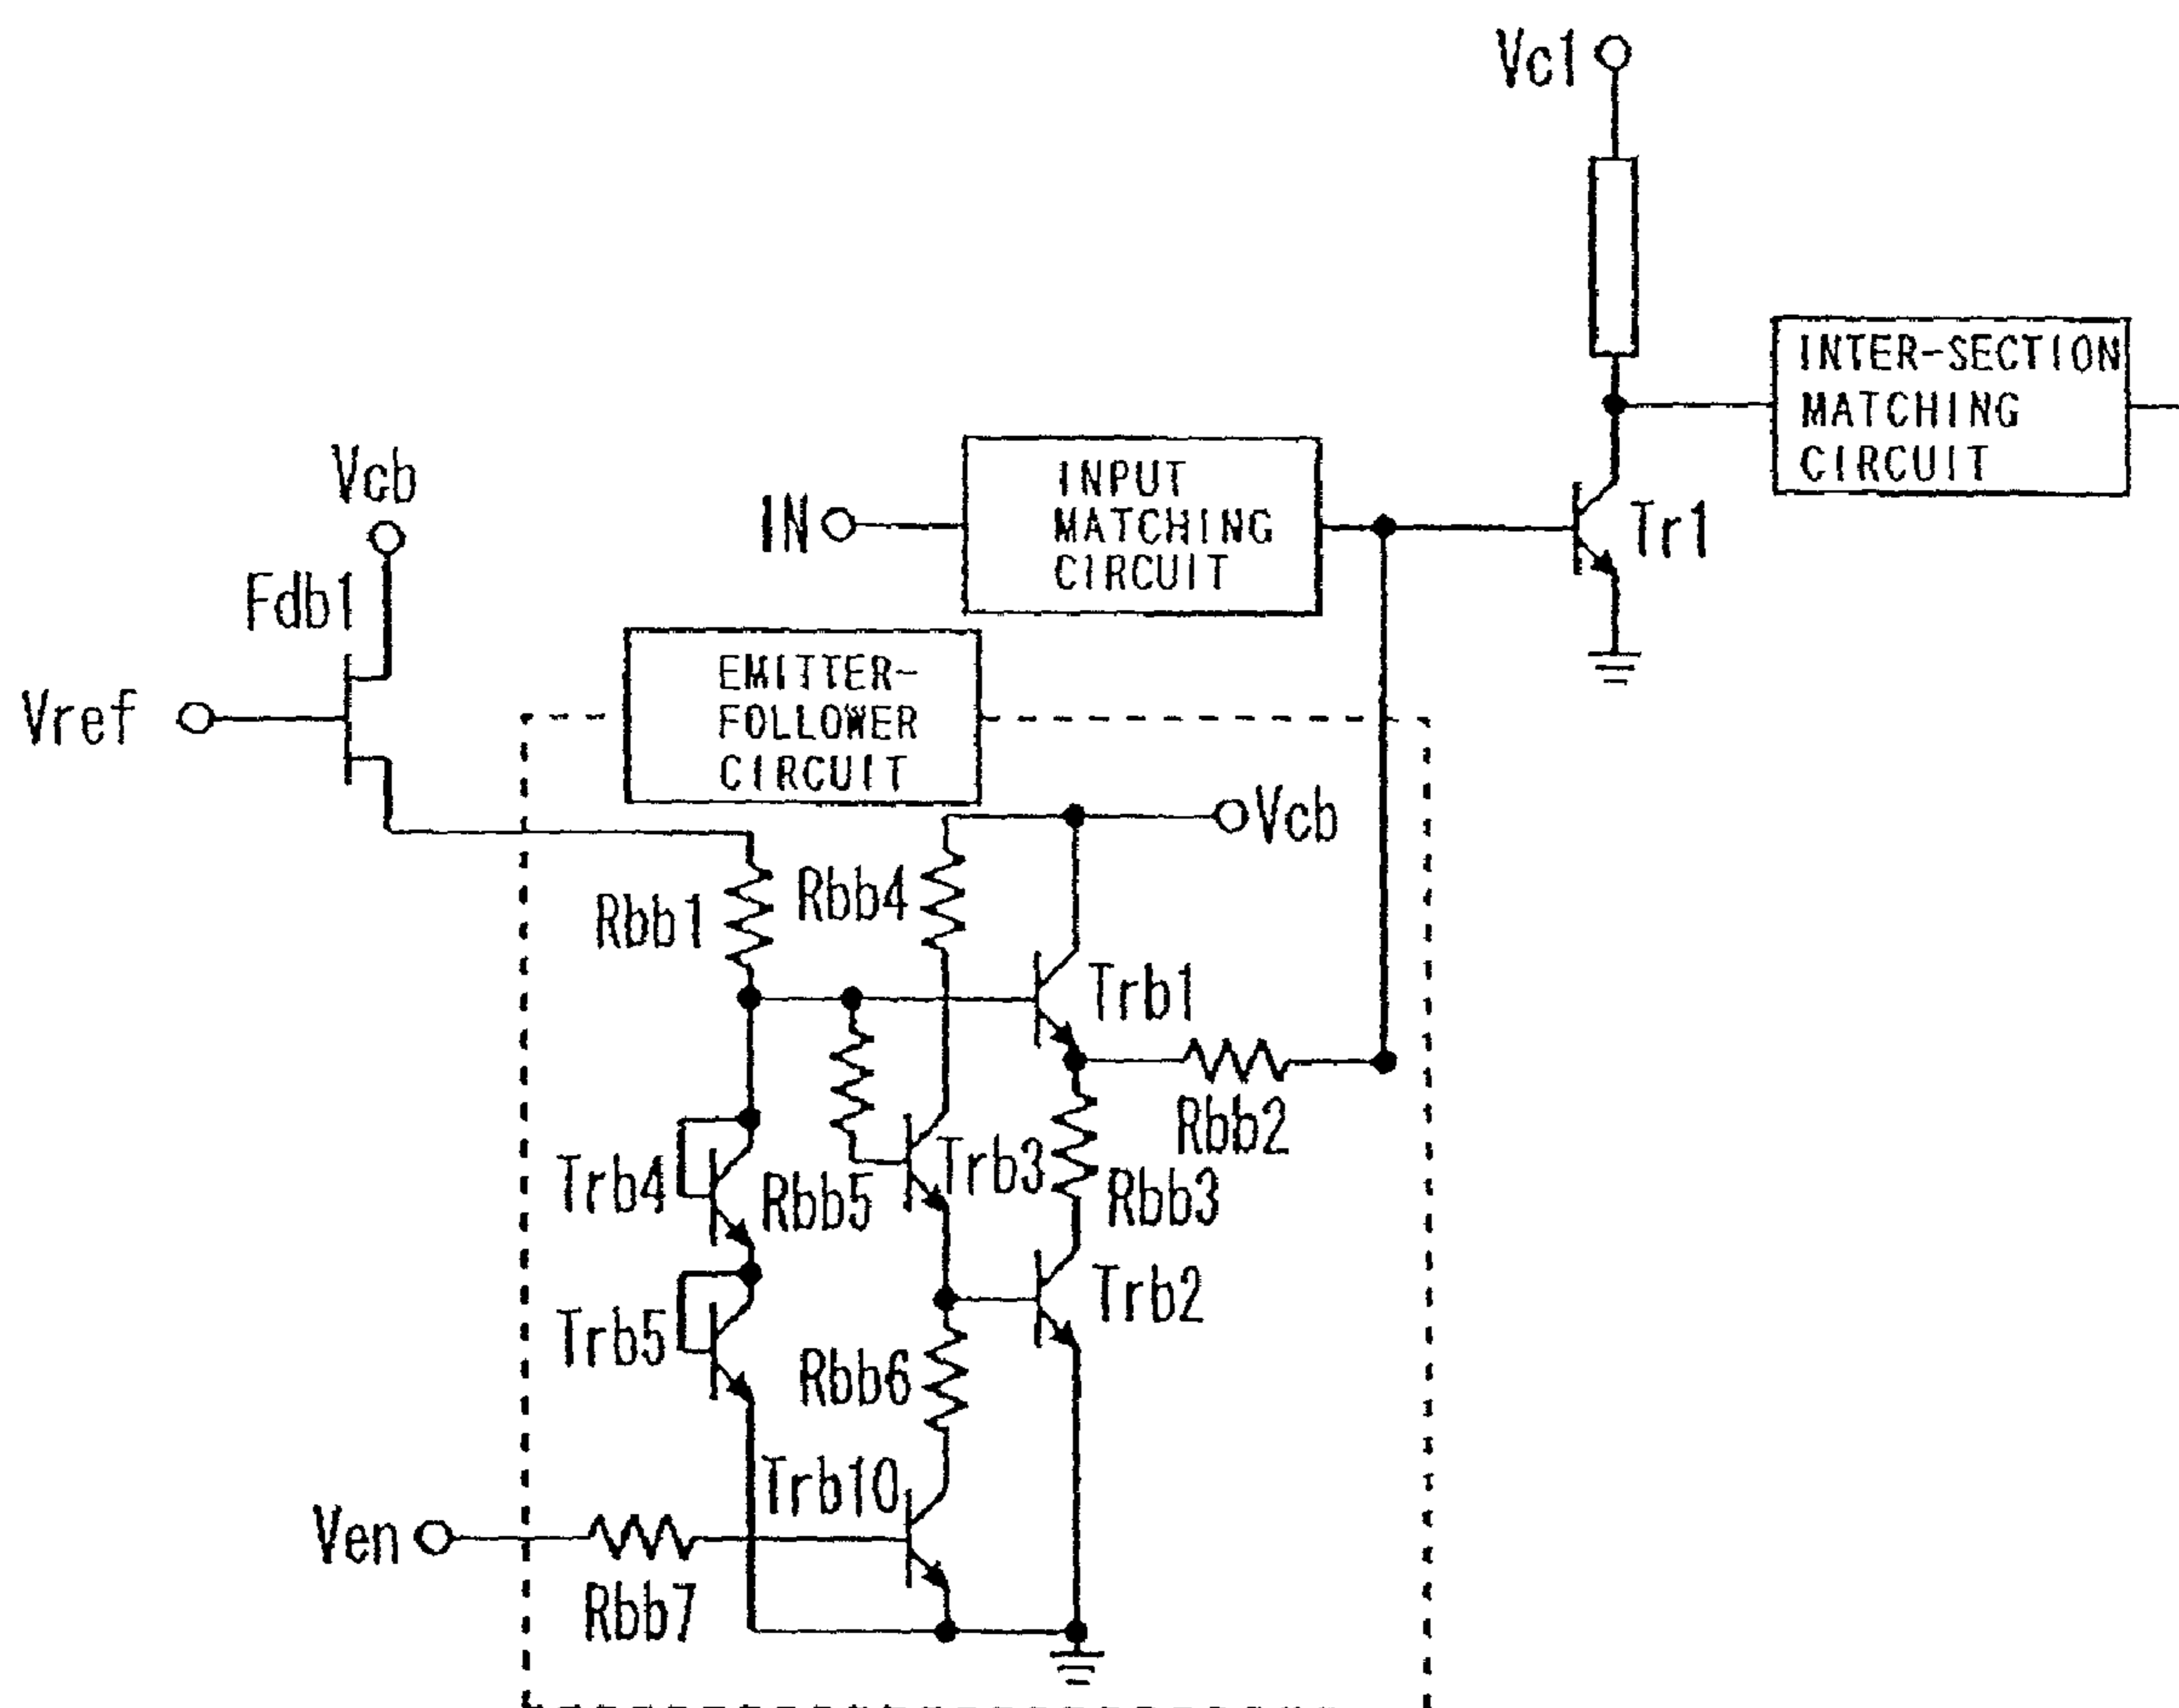 Vc1
INTER-SECTION
MATCHING
CIRCUIT
Vcb
INPUT
MATCHING
CIRCUIT
IN
Tr1
Fdb1
EMITTER-
FOLLOWER
CIRCUIT
Vref
Vcb
Rbb4
Rbb1
Trb1
Rbb2
Trb3
Trb4
Rbb5
Rbb3
Trb2
Trb5
Rbb6
Trb10
Ven
Rbb7